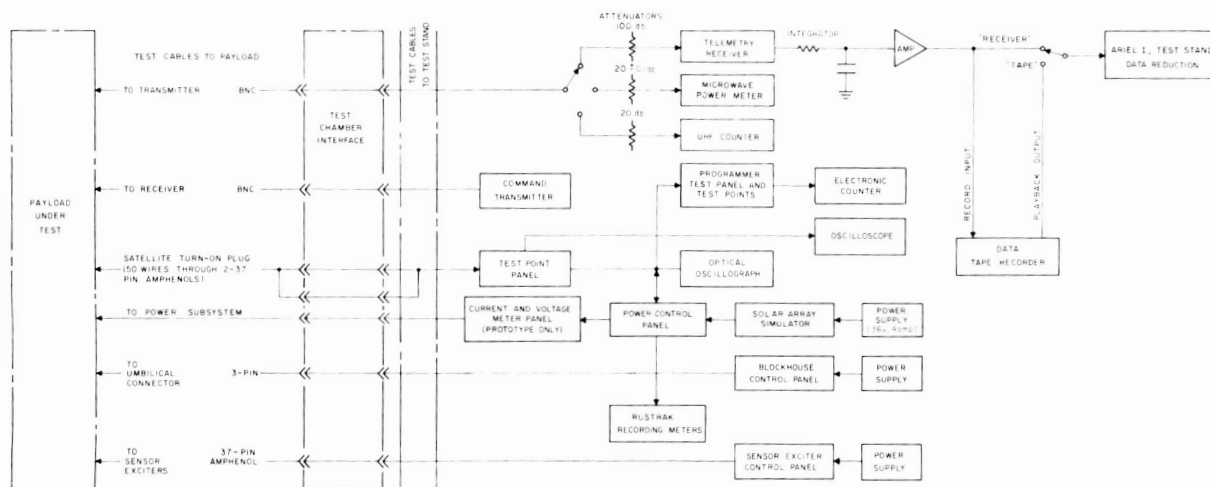 ATTENUATORS
100 db
TEST CABLES TO PAYLOAD
TEST CABLES
TO TEST STAND
TELEMETRY
RECEIVER
INTEGRATOR
AMP
"RECEIVER"
"TAPE"
ARIEL I, TEST STAND
DATA REDUCTION
TO TRANSMITTER
BNC
TEST
CHAMBER
INTERFACE
MICROWAVE
POWER METER
20 db
UHF COUNTER
RECORD INPUT
PLAYBACK OUTPUT
TO RECEIVER
BNC
COMMAND
TRANSMITTER
PROGRAMMER
TEST PANEL AND
TEST POINTS
ELECTRONIC
COUNTER
PAYLOAD
UNDER
TEST
OSCILLOSCOPE
DATA
TAPE RECORDER
SATELLITE TURN-ON PLUG
(50 WIRES THROUGH 2-37
PIN AMPHENOLS)
TEST POINT
PANEL
OPTICAL
OSCILLOGRAPH
TO POWER SUBSYSTEM
CURRENT AND VOLTAGE
METER PANEL
(PROTOTYPE ONLY)
POWER CONTROL
PANEL
SOLAR ARRAY
SIMULATOR
POWER
SUPPLY
(36v, 4amp)
TO
UMBILICAL
CONNECTOR
3-PIN
BLOCKHOUSE
CONTROL PANEL
POWER
SUPPLY
RUSTRAK
RECORDING METERS
TO
SENSOR
EXCITERS
37-PIN
AMPHENOL
SENSOR EXCITER
CONTROL PANEL
POWER
SUPPLY